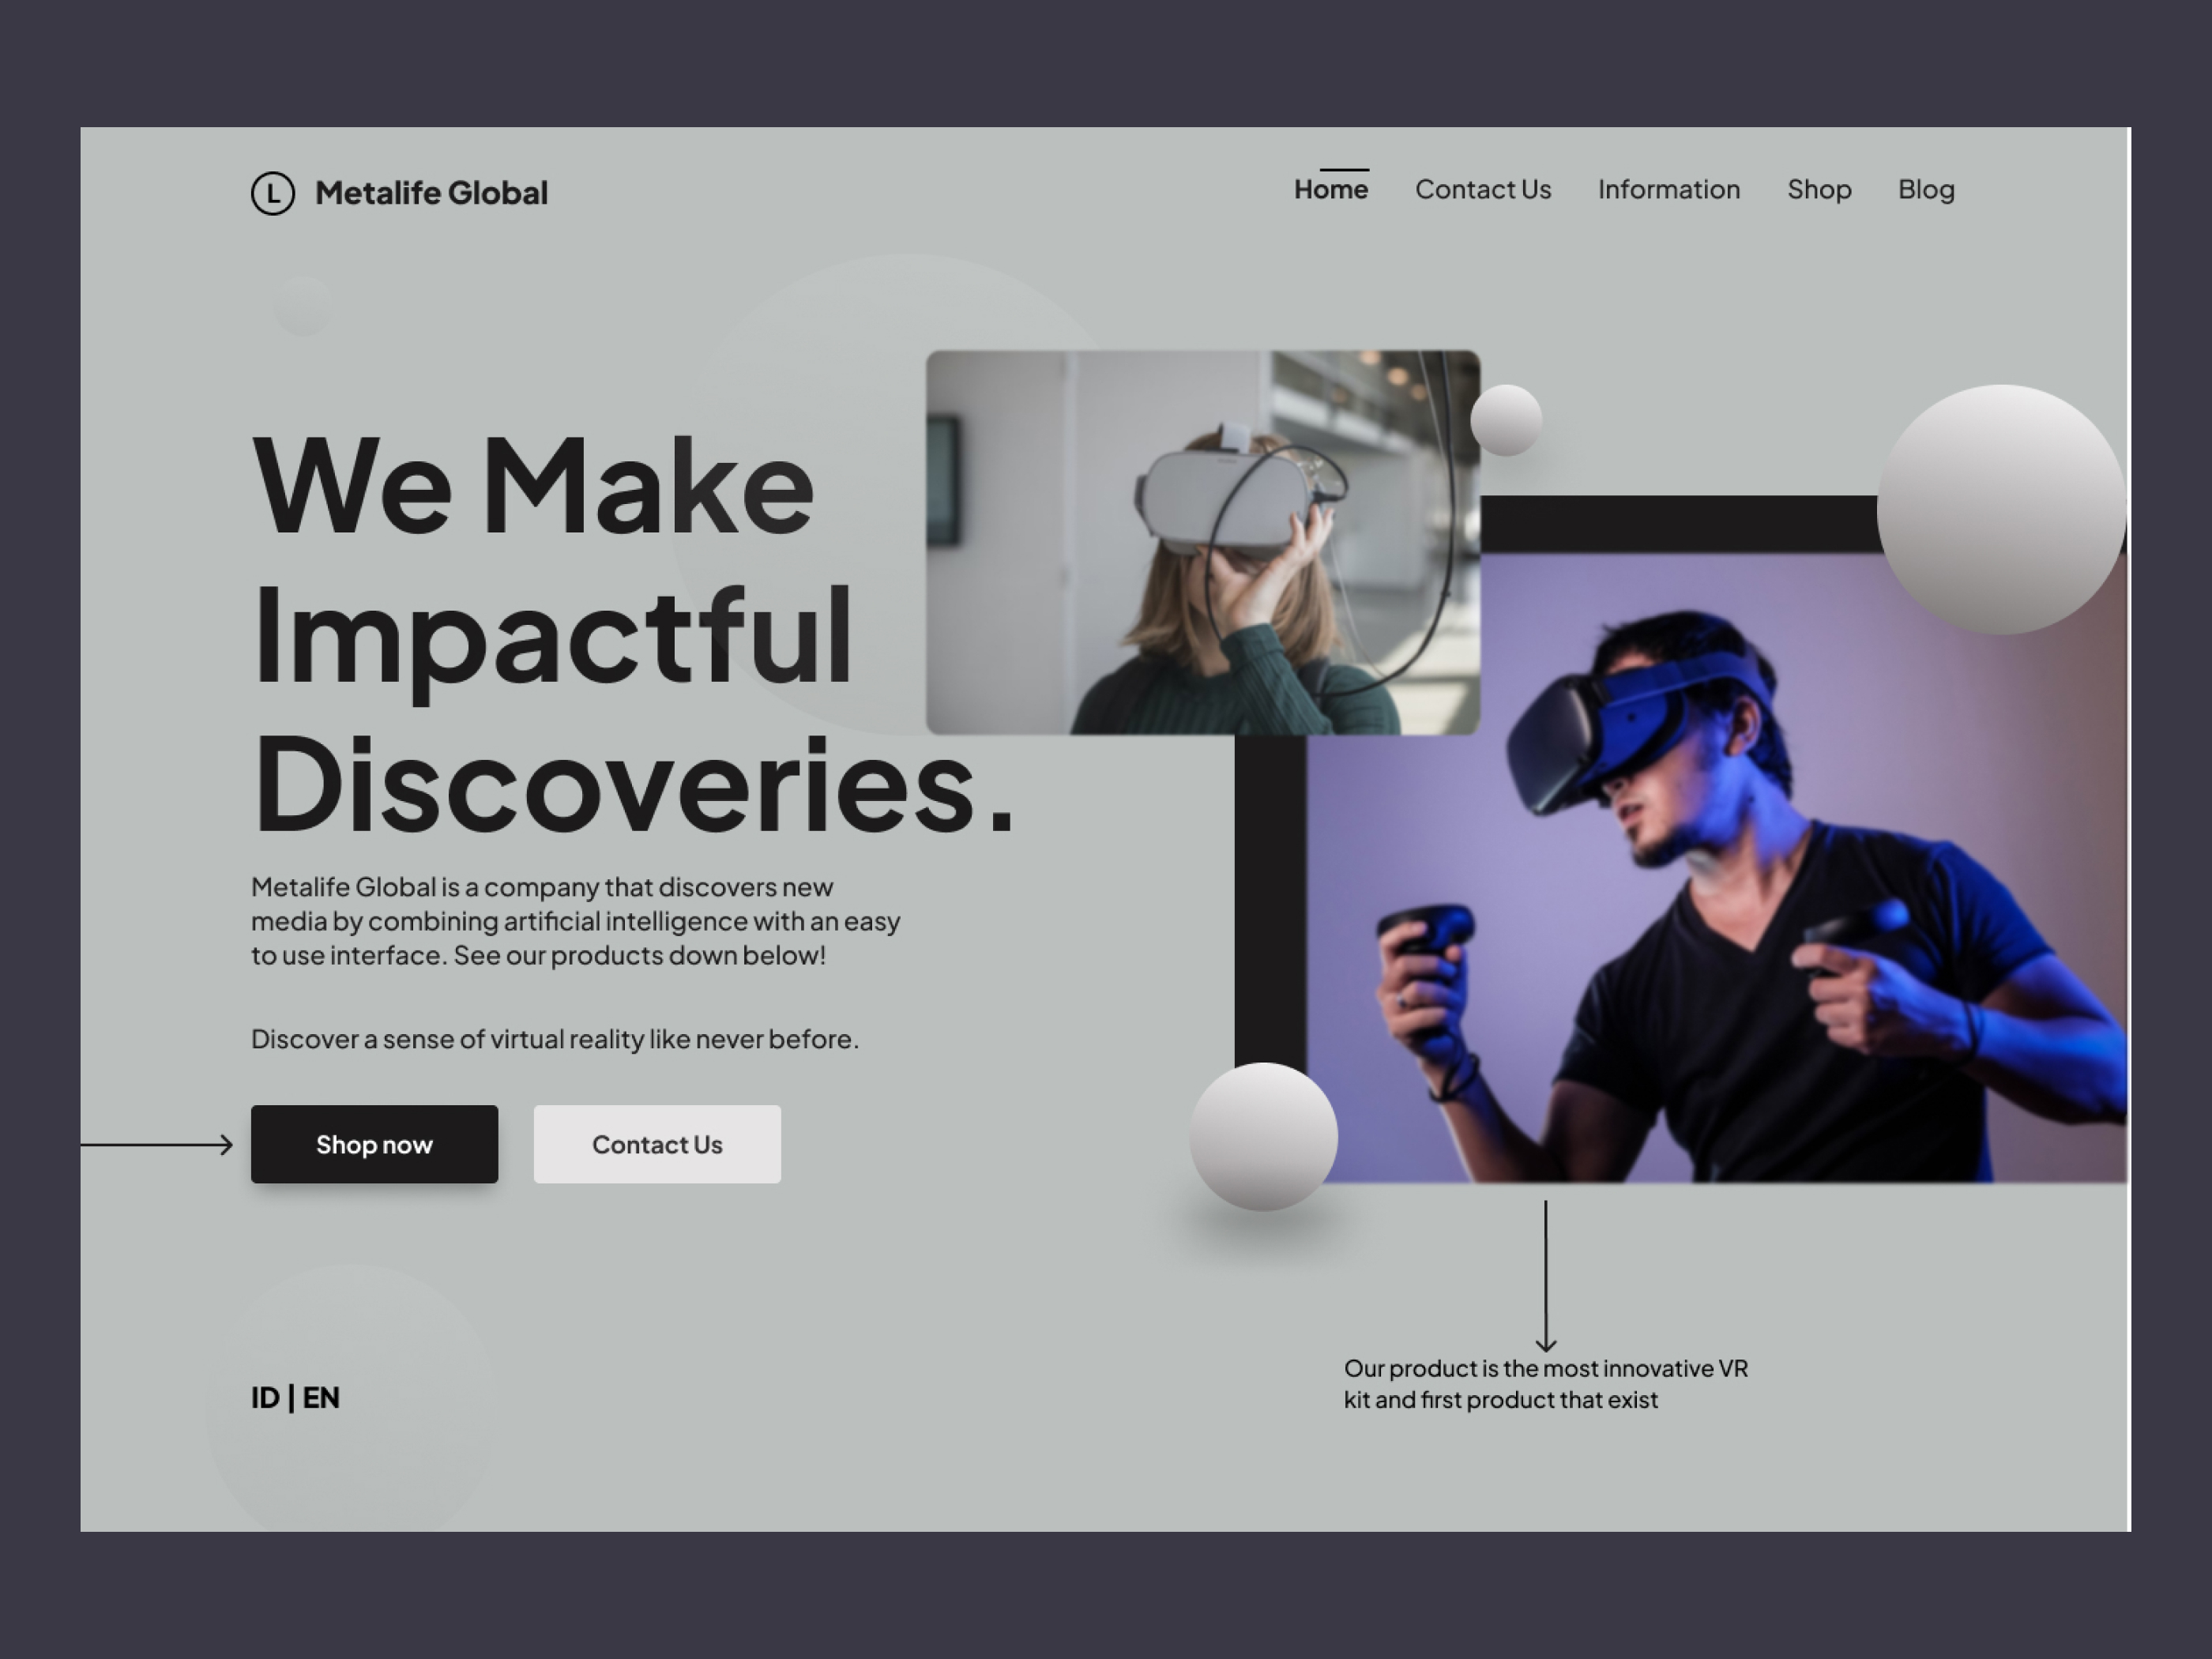 L Metalife Global
Home Contact Us Information Shop Blog
We Make
Impactful
Discoveries.
Metalife Global is a company that discovers new
media by combining artificial intelligence with an easy
to use interface. See our products down below!
Discover a sense of virtual reality like never before.
Shop now Contact Us
Our product is the most innovative VR
kit and first product that exist
ID | EN